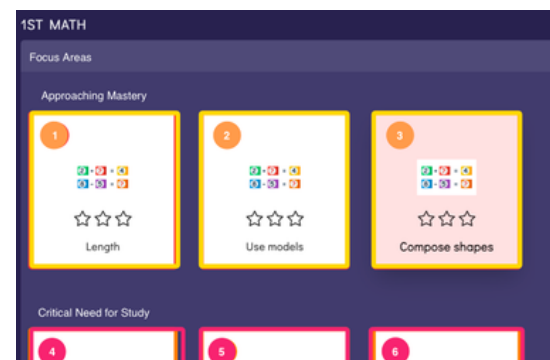 1ST MATH
Focus Areas
Approaching Mastery
1 2 3
Length Use models Compose shapes
Critical Need for Study
4 5 6